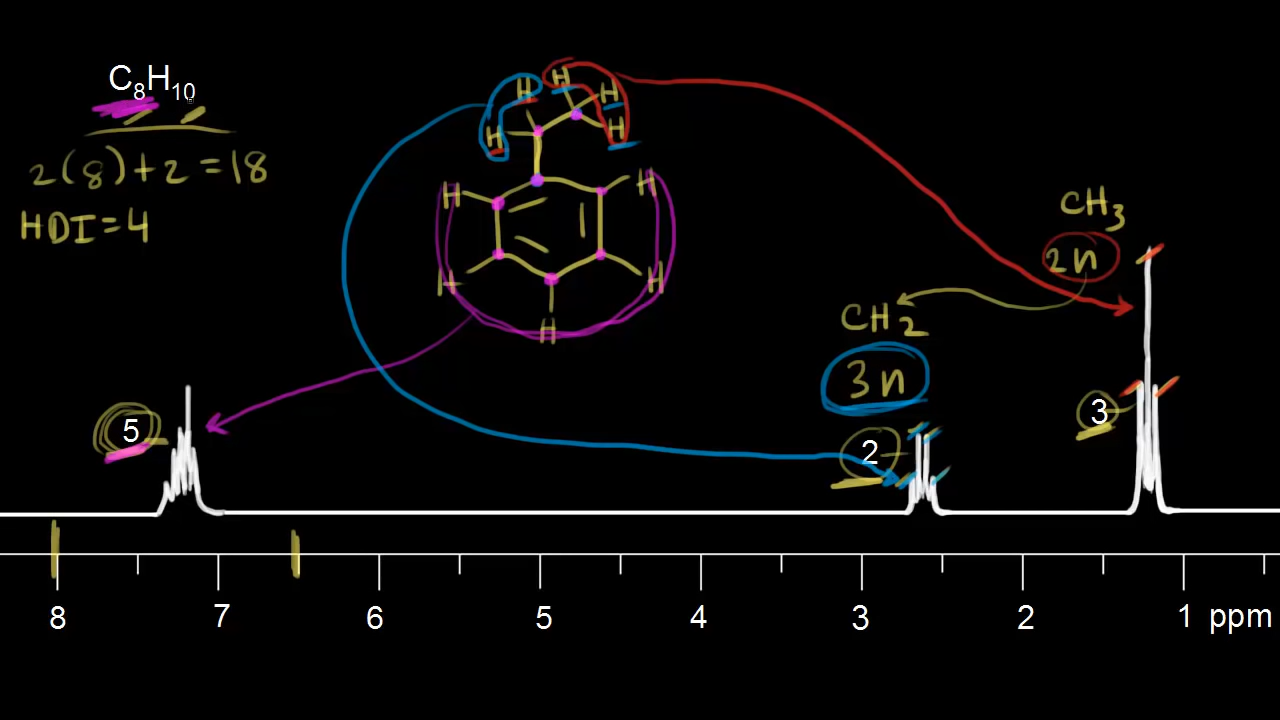 C8H10
2(8)+2=18
HDI=4
H H H
H H
H H
H H
H
CH3
2n
CH2
3n
5
2
3
8 7 6 5 4 3 2 1 ppm